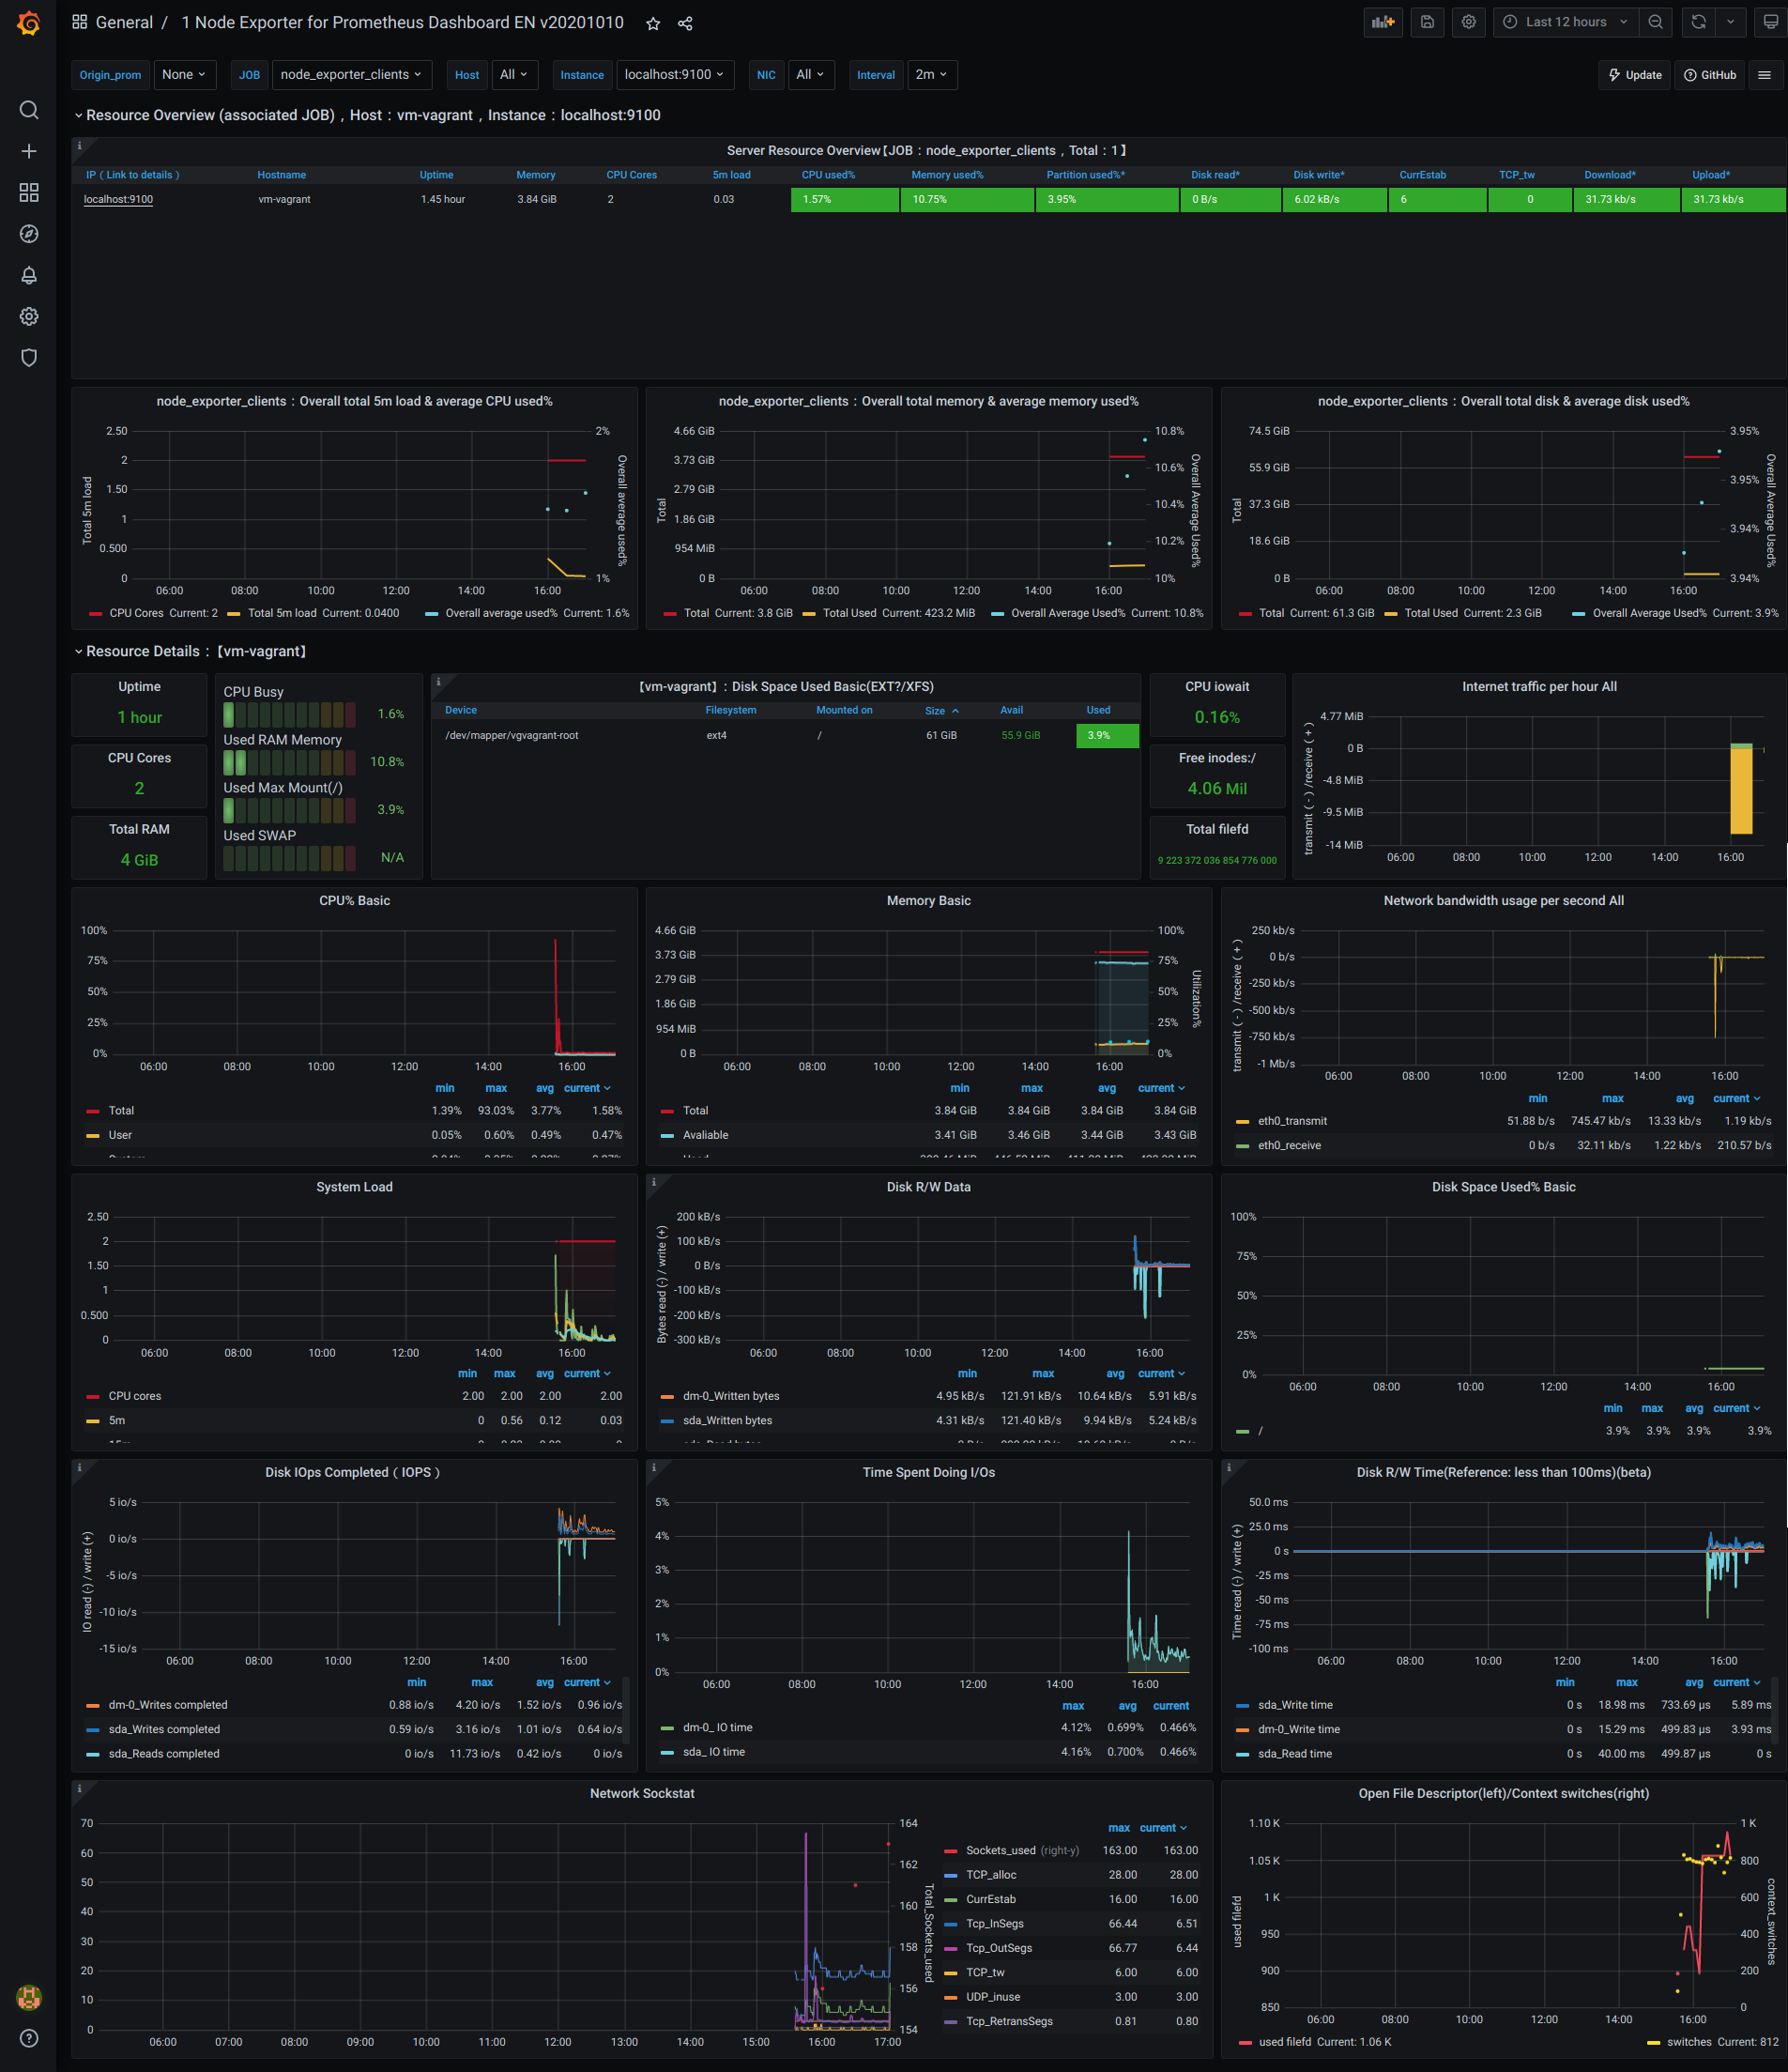 General / 1 Node Exporter for Prometheus Dashboard EN v20201010
Last 12 hours
Origin_prom None JOB node_exporter_clients Host All Instance localhost:9100 NIC All Interval 2m Update GitHub
Resource Overview (associated JOB) , Host：vm-vagrant , Instance：localhost:9100
Server Resource Overview【JOB：node_exporter_clients , Total：1】
IP（Link to details） Hostname Uptime Memory CPU Cores 5m load CPU used% Memory used% Partition used%* Disk read* Disk write* CurrEstab TCP_tw Download* Upload*
localhost:9100 vm-vagrant 1.45 hour 3.84 GiB 2 0.03 1.57% 10.75% 3.95% 0 B/s 6.02 kB/s 6 0 31.73 kb/s 31.73 kb/s
node_exporter_clients：Overall total 5m load & average CPU used%
2.50 2%
2
1.50
1
0.500
0 1%
Total 5m load
Overall average used%
06:00 08:00 10:00 12:00 14:00 16:00
CPU Cores Current: 2 Total 5m load Current: 0.0400 Overall average used% Current: 1.6%
node_exporter_clients：Overall total memory & average memory used%
4.66 GiB 10.8%
3.73 GiB 10.6%
2.79 GiB 10.4%
1.86 GiB 10.2%
954 MiB
0 B 10%
Total
Overall Average Used%
06:00 08:00 10:00 12:00 14:00 16:00
Total Current: 3.8 GiB Total Used Current: 423.2 MiB Overall Average Used% Current: 10.8%
node_exporter_clients：Overall total disk & average disk used%
74.5 GiB 3.95%
55.9 GiB 3.95%
37.3 GiB 3.94%
18.6 GiB
0 B 3.94%
Total
Overall Average Used%
06:00 08:00 10:00 12:00 14:00 16:00
Total Current: 61.3 GiB Total Used Current: 2.3 GiB Overall Average Used% Current: 3.9%
Resource Details：【vm-vagrant】
Uptime
1 hour
CPU Cores
2
Total RAM
4 GiB
CPU Busy
1.6%
Used RAM Memory
10.8%
Used Max Mount(/)
3.9%
Used SWAP
N/A
【vm-vagrant】：Disk Space Used Basic(EXT?/XFS)
Device Filesystem Mounted on Size Avail Used
/dev/mapper/vgvagrant-root ext4 / 61 GiB 55.9 GiB 3.9%
CPU iowait
0.16%
Free inodes:/
4.06 Mil
Total filefd
9 223 372 036 854 776 000
Internet traffic per hour All
4.77 MiB
0 B
-4.8 MiB
-9.5 MiB
-14 MiB
transmit（-）/receive（+）
06:00 08:00 10:00 12:00 14:00 16:00
CPU% Basic
100%
75%
50%
25%
0%
06:00 08:00 10:00 12:00 14:00 16:00
min max avg current
Total 1.39% 93.03% 3.77% 1.58%
User 0.05% 0.60% 0.49% 0.47%
Memory Basic
4.66 GiB 100%
3.73 GiB 75%
2.79 GiB 50%
1.86 GiB
954 MiB 25%
0 B 0%
Utilization%
06:00 08:00 10:00 12:00 14:00 16:00
min max avg current
Total 3.84 GiB 3.84 GiB 3.84 GiB 3.84 GiB
Avaliable 3.41 GiB 3.46 GiB 3.44 GiB 3.43 GiB
Network bandwidth usage per second All
250 kb/s
0 b/s
-250 kb/s
-500 kb/s
-750 kb/s
-1 Mb/s
transmit（-）/receive（+）
06:00 08:00 10:00 12:00 14:00 16:00
min max avg current
eth0_transmit 51.88 b/s 745.47 kb/s 13.33 kb/s 1.19 kb/s
eth0_receive 0 b/s 32.11 kb/s 1.22 kb/s 210.57 b/s
System Load
2.50
2
1.50
1
0.500
0
06:00 08:00 10:00 12:00 14:00 16:00
min max avg current
CPU cores 2.00 2.00 2.00 2.00
5m 0 0.56 0.12 0.03
Disk R/W Data
200 kB/s
100 kB/s
0 B/s
-100 kB/s
-200 kB/s
-300 kB/s
Bytes read (-) / write (+)
06:00 08:00 10:00 12:00 14:00 16:00
min max avg current
dm-0_Written bytes 4.95 kB/s 121.91 kB/s 10.64 kB/s 5.91 kB/s
sda_Written bytes 4.31 kB/s 121.40 kB/s 9.94 kB/s 5.24 kB/s
Disk Space Used% Basic
100%
75%
50%
25%
0%
06:00 08:00 10:00 12:00 14:00 16:00
min max avg current
/ 3.9% 3.9% 3.9% 3.9%
Disk IOps Completed（IOPS）
5 io/s
0 io/s
-5 io/s
-10 io/s
-15 io/s
IO read (-) / write (+)
06:00 08:00 10:00 12:00 14:00 16:00
min max avg current
dm-0_Writes completed 0.88 io/s 4.20 io/s 1.52 io/s 0.96 io/s
sda_Writes completed 0.59 io/s 3.16 io/s 1.01 io/s 0.64 io/s
sda_Reads completed 0 io/s 11.73 io/s 0.42 io/s 0 io/s
Time Spent Doing I/Os
5%
4%
3%
2%
1%
0%
06:00 08:00 10:00 12:00 14:00 16:00
max avg current
dm-0_ IO time 4.12% 0.699% 0.466%
sda_ IO time 4.16% 0.700% 0.466%
Disk R/W Time(Reference: less than 100ms)(beta)
50.0 ms
25.0 ms
0 s
-25 ms
-50 ms
-75 ms
-100 ms
Time read (-) / write (+)
06:00 08:00 10:00 12:00 14:00 16:00
min max avg current
sda_Write time 0 s 18.98 ms 733.69 µs 5.89 ms
dm-0_Write time 0 s 15.29 ms 499.83 µs 3.93 ms
sda_Read time 0 s 40.00 ms 499.87 µs 0 s
Network Sockstat
70 164
60 162
50 160
40
30 158
20 156
10
0 154
Total_Sockets_used
06:00 07:00 08:00 09:00 10:00 11:00 12:00 13:00 14:00 15:00 16:00 17:00
max current
Sockets_used (right-y) 163.00 163.00
TCP_alloc 28.00 28.00
CurrEstab 16.00 16.00
Tcp_InSegs 66.44 6.51
Tcp_OutSegs 66.77 6.44
TCP_tw 6.00 6.00
UDP_inuse 3.00 3.00
Tcp_RetransSegs 0.81 0.80
Open File Descriptor(left)/Context switches(right)
1.10 K 1 K
1.05 K 800
1 K 600
950 400
900 200
850 0
used filefd
context_switches
06:00 08:00 10:00 12:00 14:00 16:00
used filefd Current: 1.06 K switches Current: 812